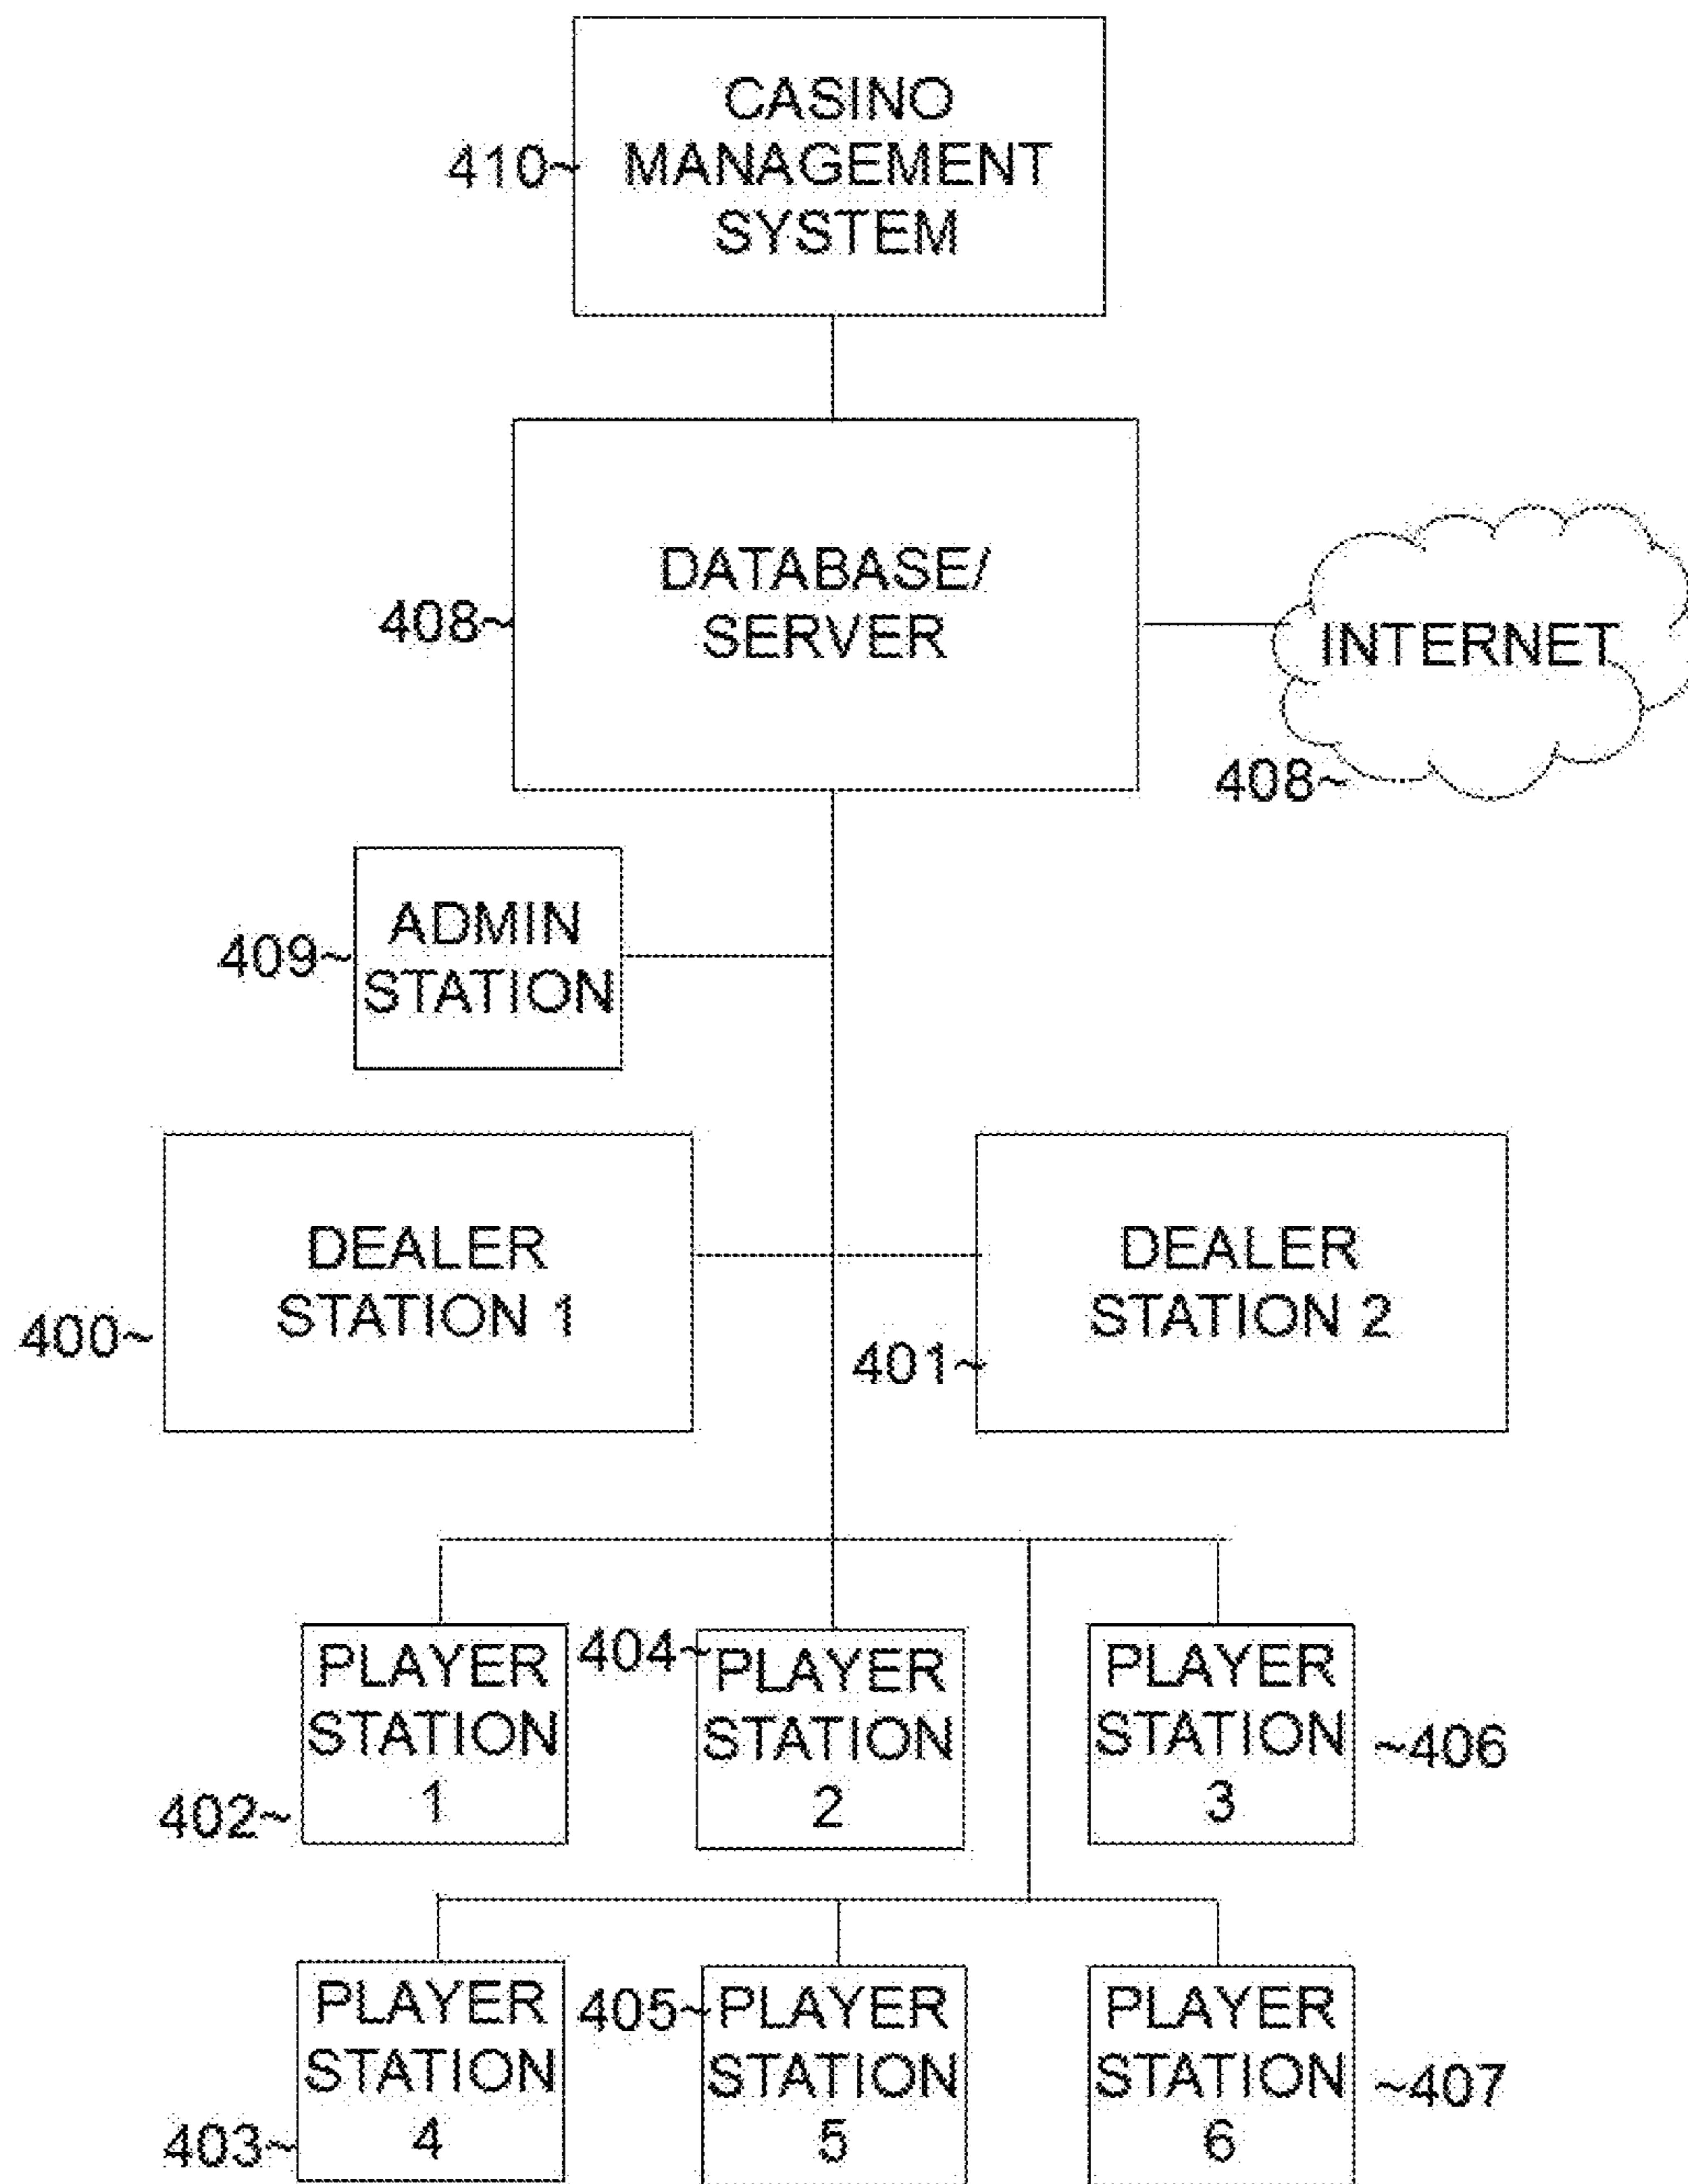 CASINO
410~ MANAGEMENT
SYSTEM
DATABASE/
408~ SERVER
INTERNET
408~
ADMIN
409~ STATION
DEALER
STATION 1
400~
DEALER
STATION 2
401~
PLAYER
STATION
1
402~
404~ PLAYER
STATION
2
PLAYER
STATION ~406
3
PLAYER
STATION
4
403~
405~ PLAYER
STATION
5
PLAYER
STATION ~407
6